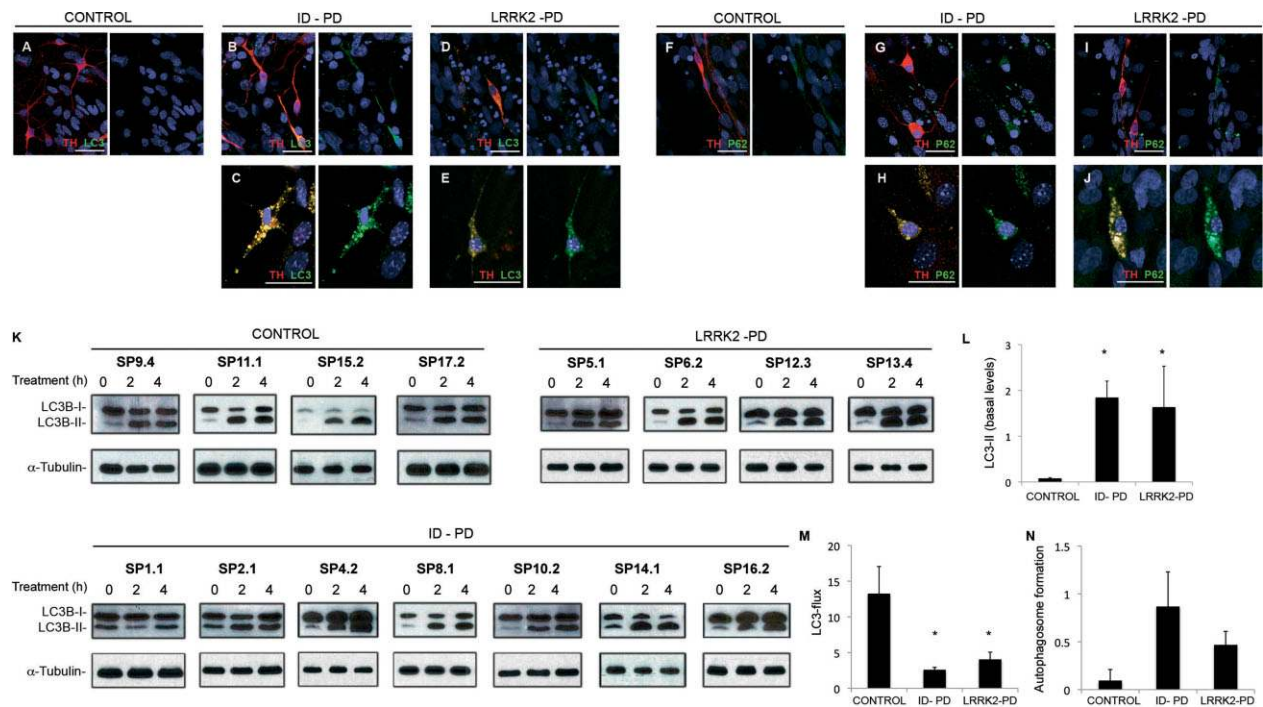 CONTROL ID - PD LRRK2 -PD CONTROL ID - PD LRRK2 -PD
A B D F G I
TH LC3 TH LC3 TH LC3 TH P62 TH P62 TH P62
C E H J
TH LC3 TH LC3 TH P62 TH P62
K CONTROL LRRK2 -PD
SP9.4 SP11.1 SP15.2 SP17.2 SP5.1 SP6.2 SP12.3 SP13.4
Treatment (h) 0 2 4 0 2 4 0 2 4 0 2 4 0 2 4 0 2 4 0 2 4 0 2 4
LC3B-I-
LC3B-II-
α-Tubulin-
L
LC3-II (basal levels)
3
2
1
0
* *
CONTROL ID- PD LRRK2-PD
ID - PD
SP1.1 SP2.1 SP4.2 SP8.1 SP10.2 SP14.1 SP16.2
Treatment (h) 0 2 4 0 2 4 0 2 4 0 2 4 0 2 4 0 2 4 0 2 4
LC3B-I-
LC3B-II-
α-Tubulin-
M
LC3-flux
20
15
10
5
0
* *
CONTROL ID- PD LRRK2-PD
N
Autophagosome formation
1.5
1
0.5
0
CONTROL ID- PD LRRK2-PD